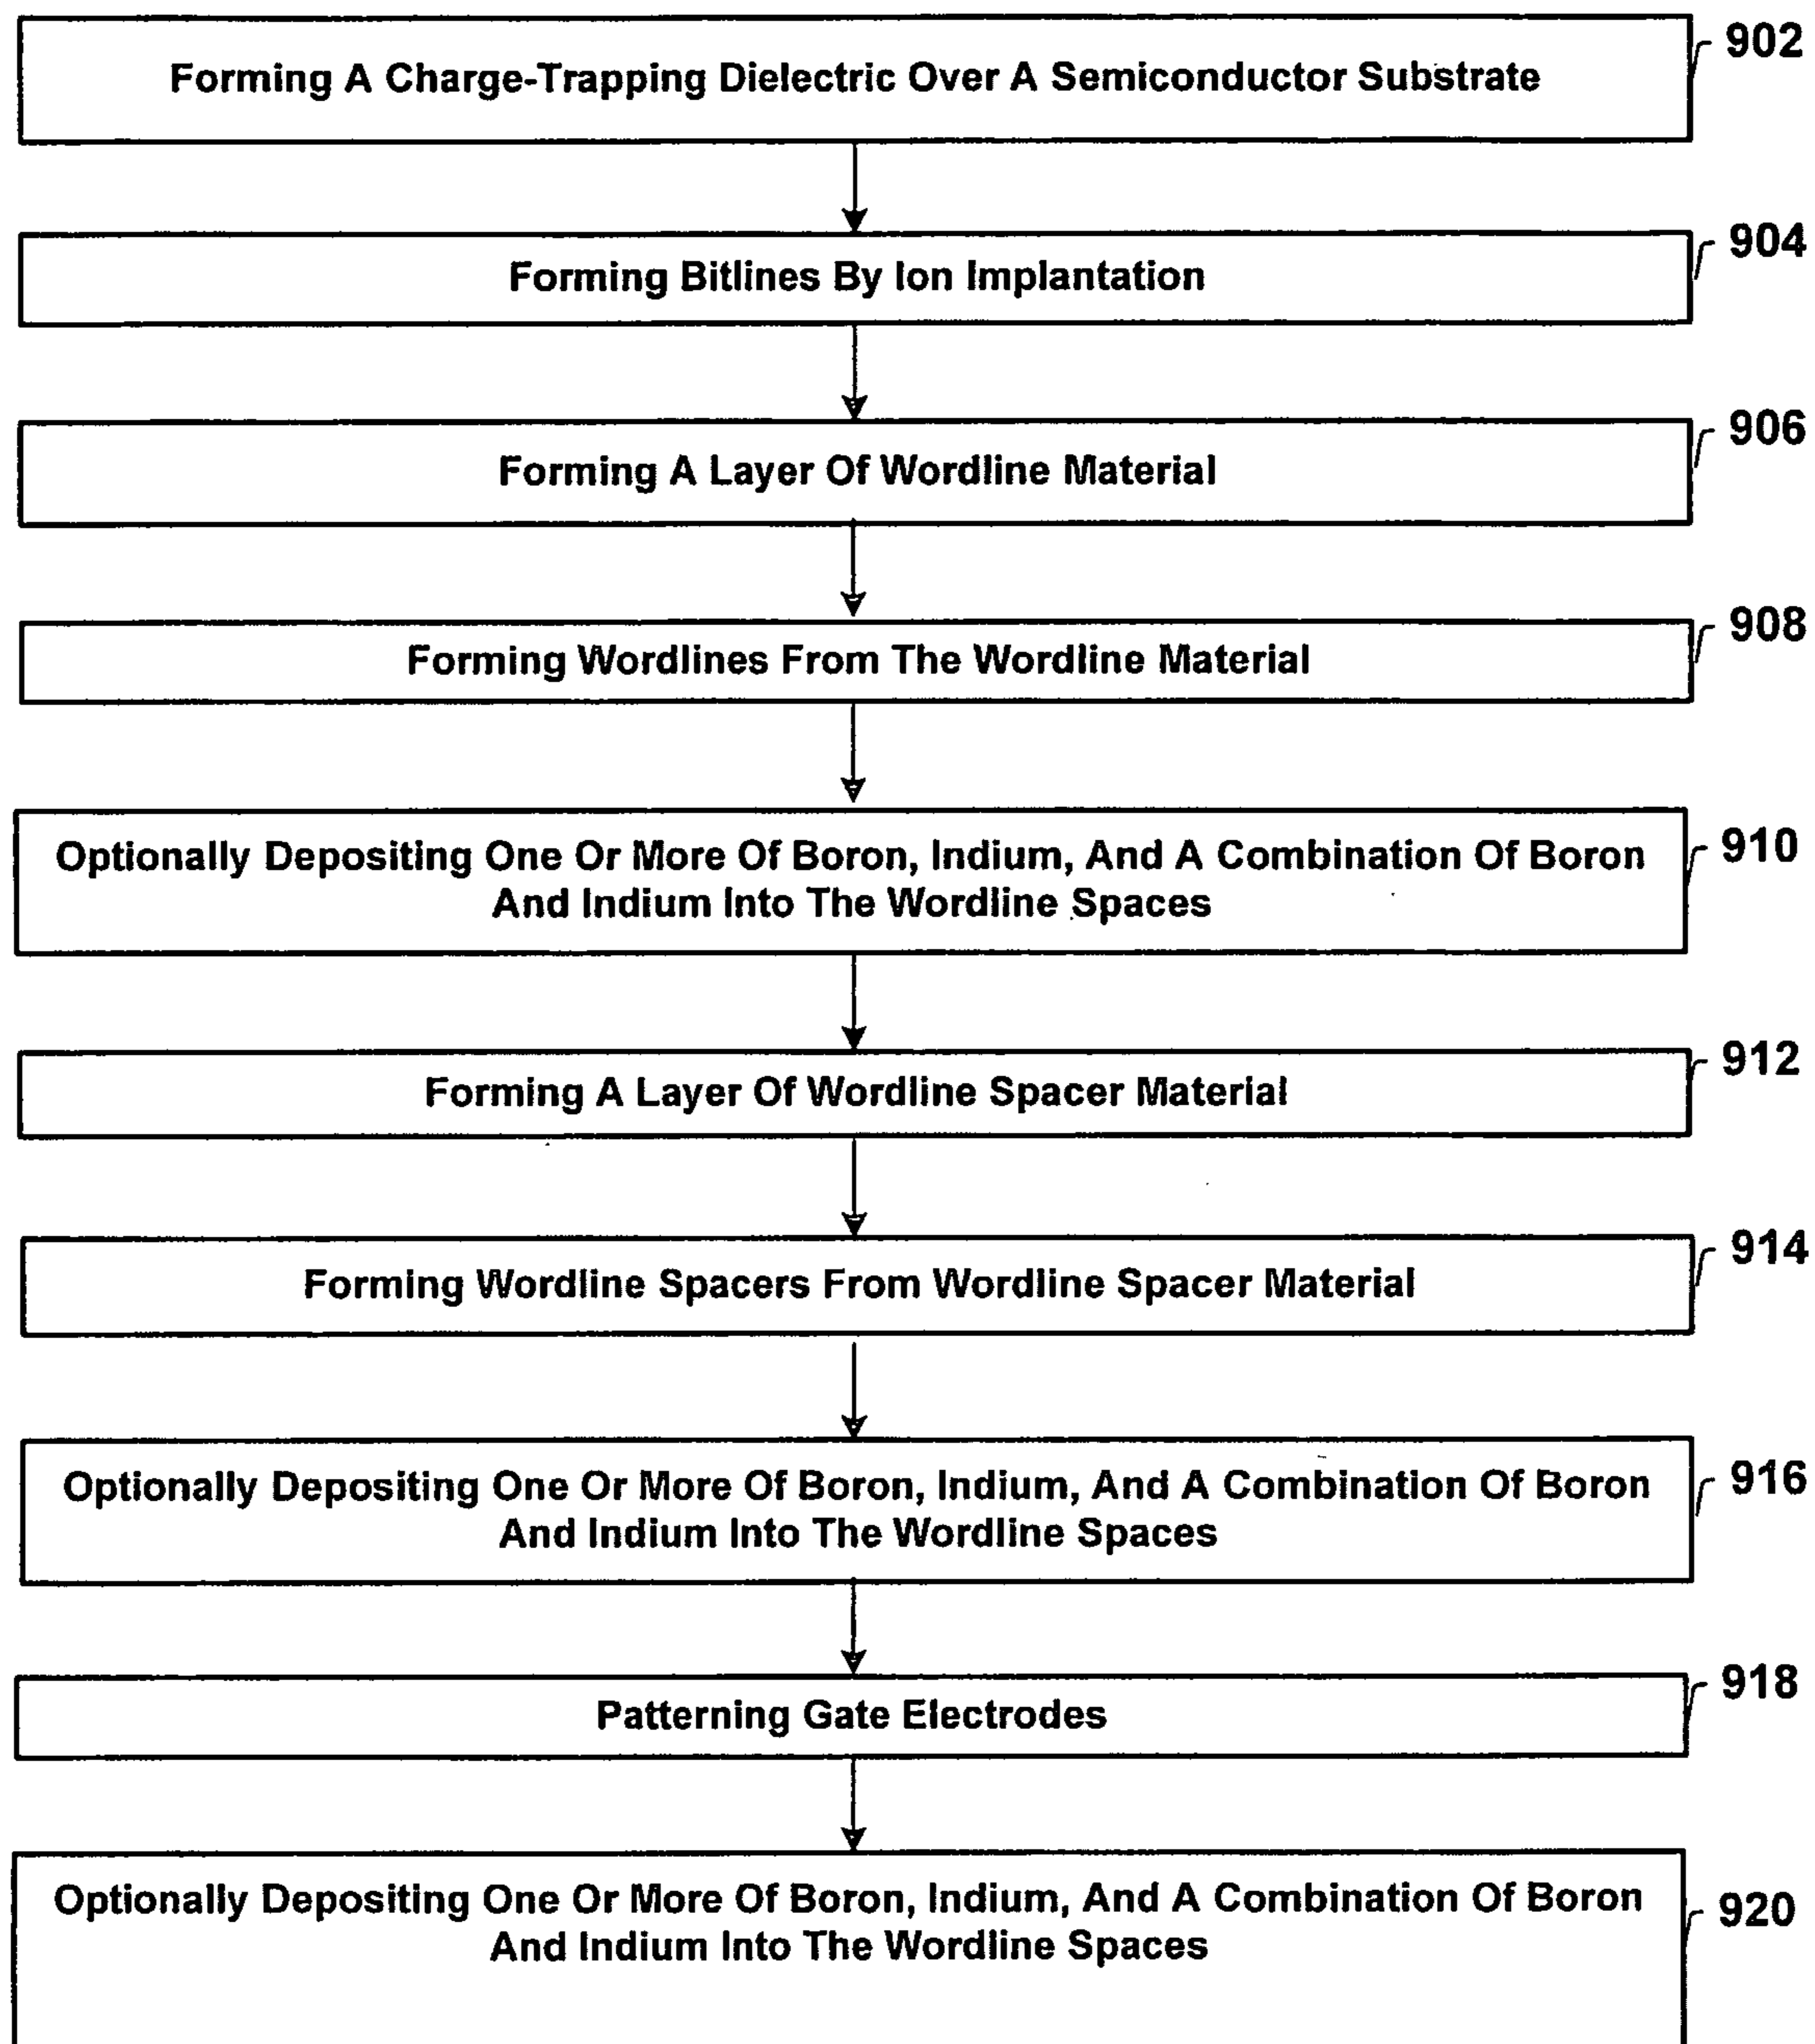 902
Forming A Charge-Trapping Dielectric Over A Semiconductor Substrate
904
Forming Bitlines By Ion Implantation
906
Forming A Layer Of Wordline Material
908
Forming Wordlines From The Wordline Material
910
Optionally Depositing One Or More Of Boron, Indium, And A Combination Of Boron
And Indium Into The Wordline Spaces
912
Forming A Layer Of Wordline Spacer Material
914
Forming Wordline Spacers From Wordline Spacer Material
916
Optionally Depositing One Or More Of Boron, Indium, And A Combination Of Boron
And Indium Into The Wordline Spaces
918
Patterning Gate Electrodes
920
Optionally Depositing One Or More Of Boron, Indium, And A Combination Of Boron
And Indium Into The Wordline Spaces